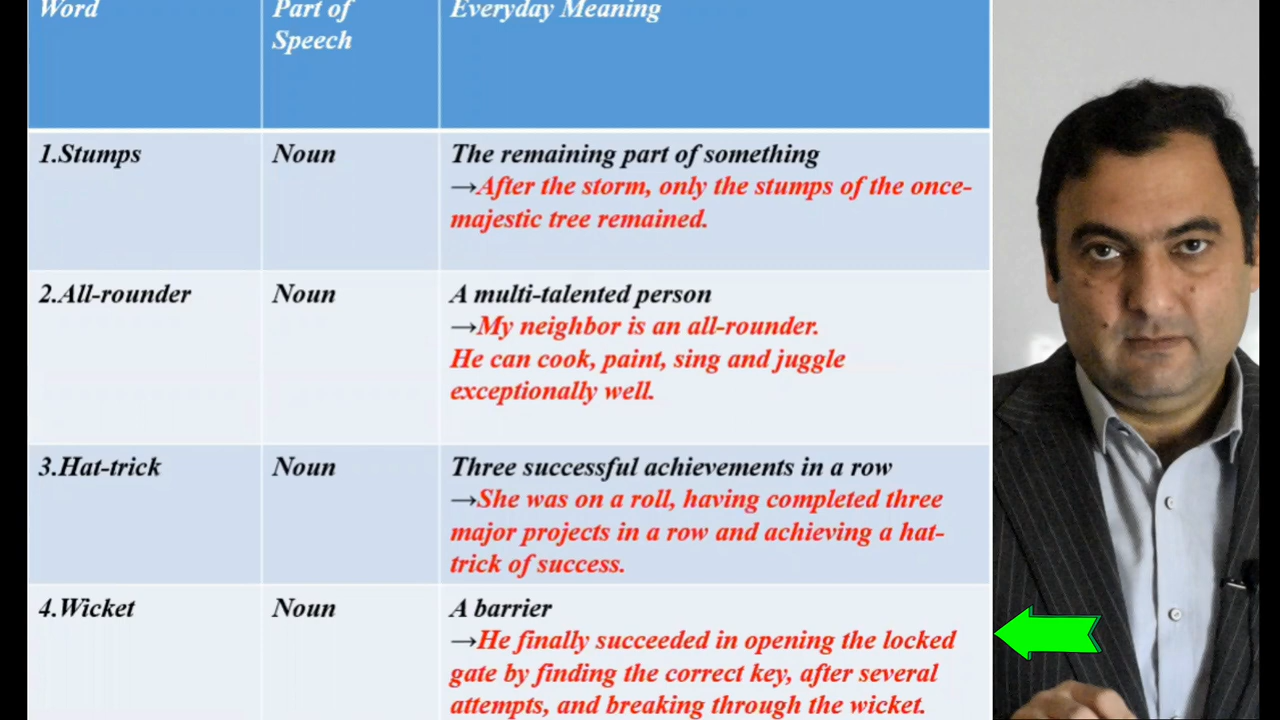 Word Part of Everyday Meaning
Speech
1.Stumps Noun The remaining part of something
→After the storm, only the stumps of the once-
majestic tree remained.
2.All-rounder Noun A multi-talented person
→My neighbor is an all-rounder.
He can cook, paint, sing and juggle
exceptionally well.
3.Hat-trick Noun Three successful achievements in a row
→She was on a roll, having completed three
major projects in a row and achieving a hat-
trick of success.
4.Wicket Noun A barrier
→He finally succeeded in opening the locked
gate by finding the correct key, after several
attempts, and breaking through the wicket.